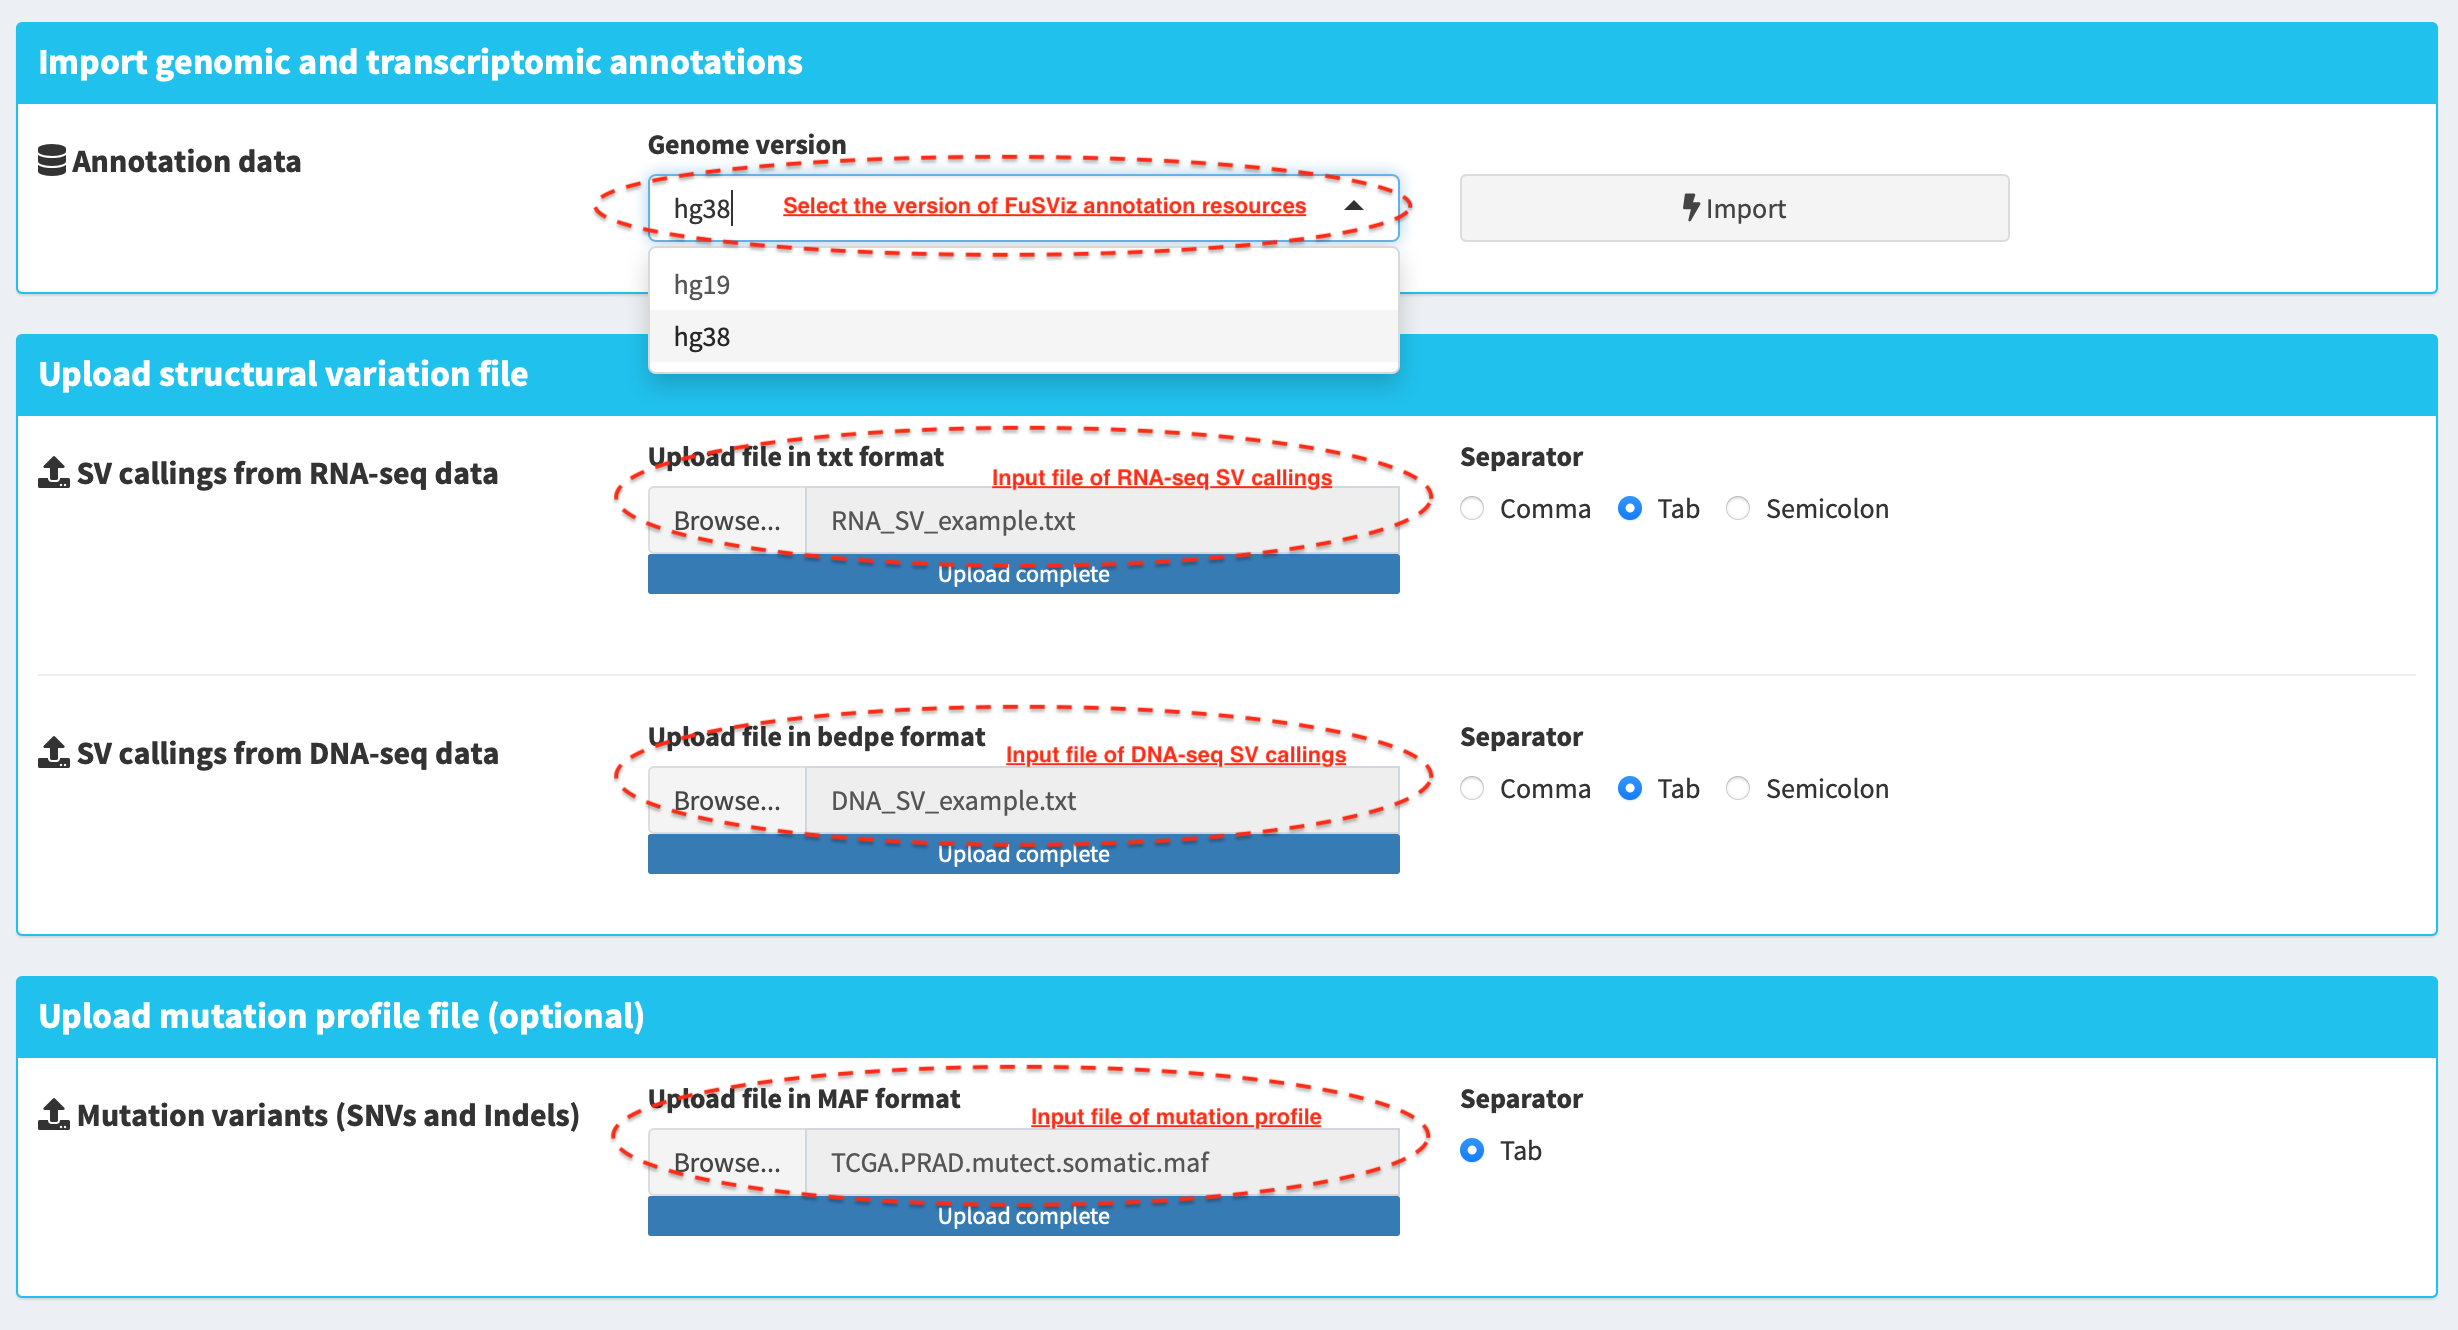 Import genomic and transcriptomic annotations
Annotation data
Genome version
hg38
Select the version of FuSViz annotation resources
Import
hg19
hg38
Upload structural variation file
SV callings from RNA-seq data
Upload file in txt format
Input file of RNA-seq SV callings
Browse...
RNA_SV_example.txt
Upload complete
Separator
Comma Tab Semicolon
SV callings from DNA-seq data
Upload file in bedpe format
Input file of DNA-seq SV callings
Browse...
DNA_SV_example.txt
Upload complete
Separator
Comma Tab Semicolon
Upload mutation profile file (optional)
Mutation variants (SNVs and Indels)
Upload file in MAF format
Input file of mutation profile
Browse...
TCGA.PRAD.mutect.somatic.maf
Upload complete
Separator
Tab